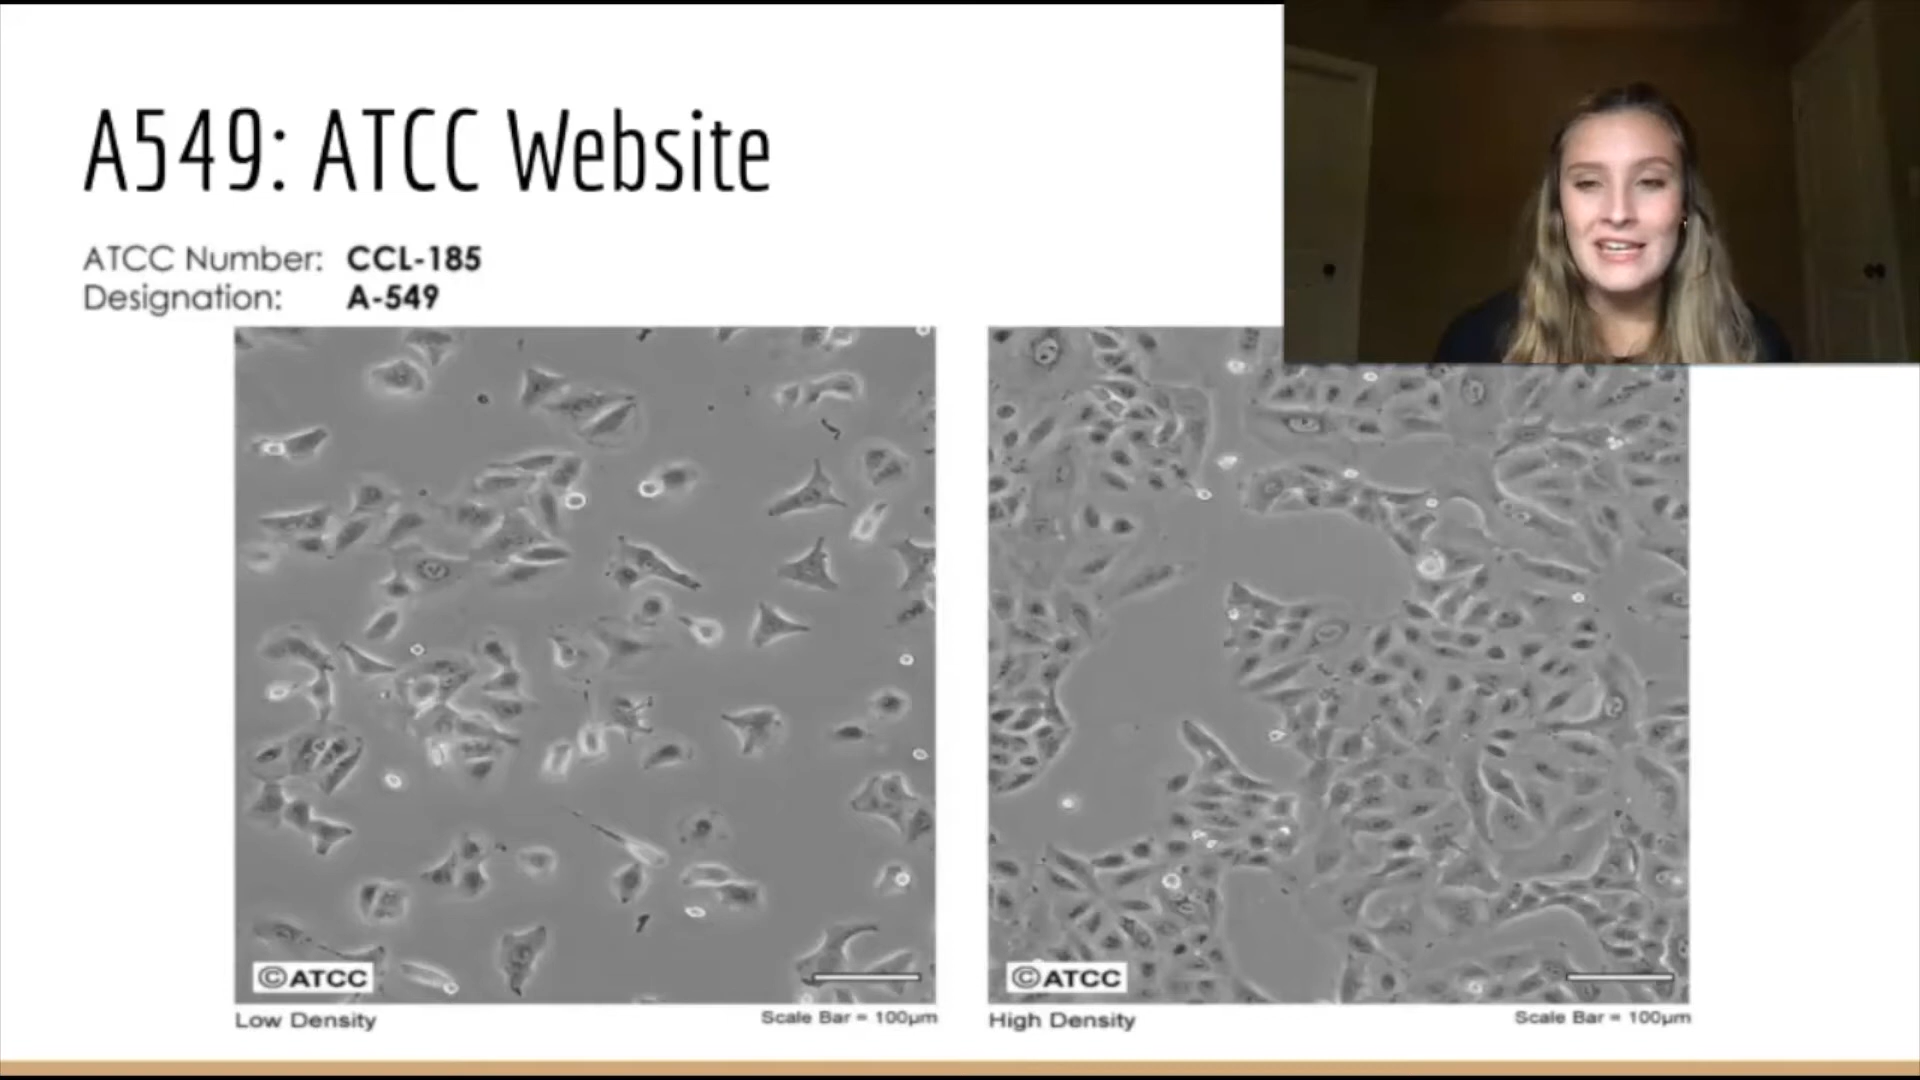 A549: ATCC Website
ATCC Number: CCL-185
Designation: A-549
©ATCC
©ATCC
Low Density
Scale Bar = 100µm
High Density
Scale Bar = 100µm